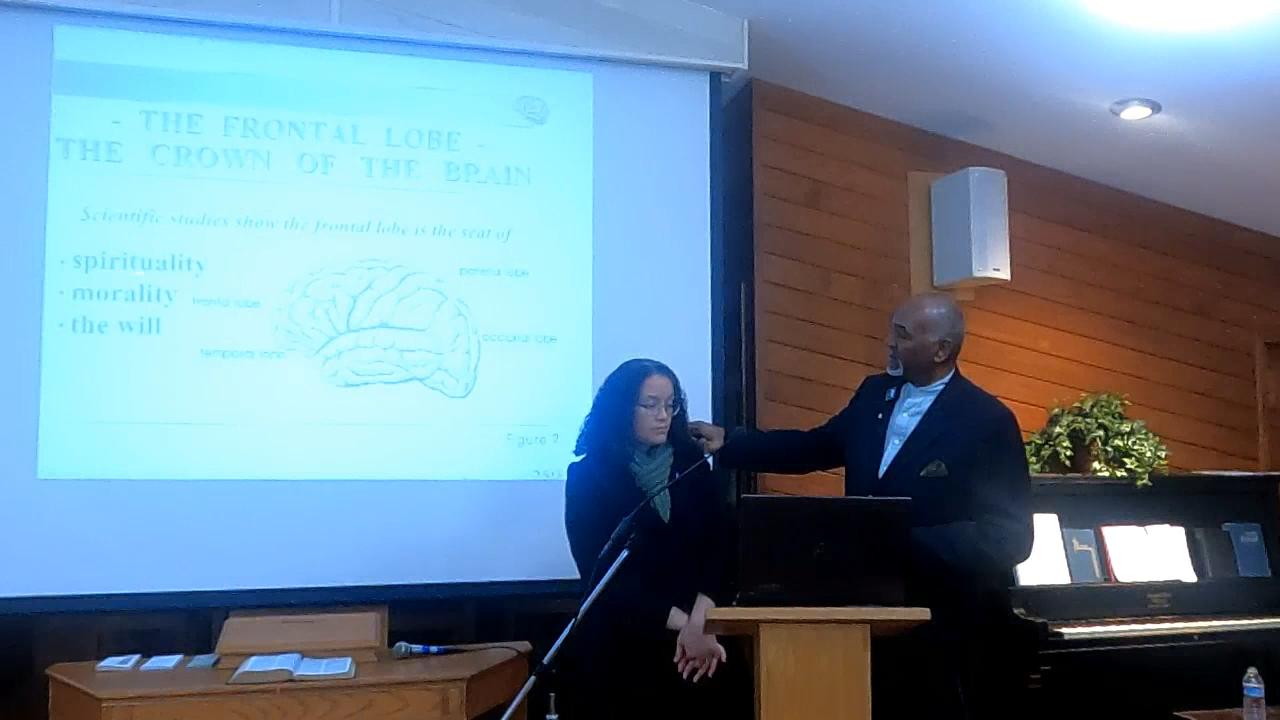 - THE FRONTAL LOBE -
THE CROWN OF THE BRAIN
Scientific studies show the frontal lobe is the seat of
· spirituality
· morality
· the will
frontal lobe
parietal lobe
occipital lobe
temporal lobe
Figure 2